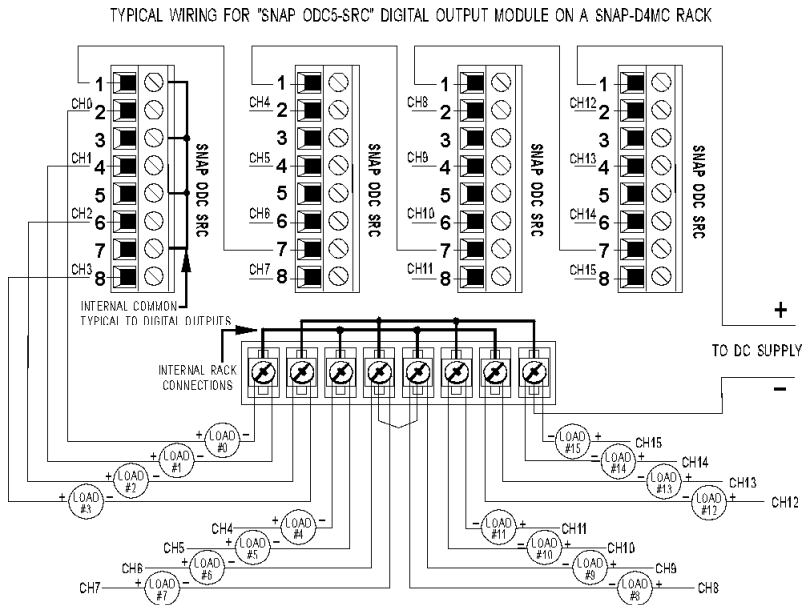 TYPICAL WIRING FOR "SNAP ODC5-SRC" DIGITAL OUTPUT MODULE ON A SNAP-D4MC RACK
1
CH0 2
3
CH1 4
5
CH2 6
7
CH3 8
SNAP ODC SRC
1
CH4 2
3
CH5 4
5
CH6 6
7
CH7 8
SNAP ODC SRC
1
CH8 2
3
CH9 4
5
CH10 6
7
CH11 8
SNAP ODC SRC
1
CH12 2
3
CH13 4
5
CH14 6
7
CH15 8
SNAP ODC SRC
INTERNAL COMMON
TYPICAL TO DIGITAL OUTPUTS
INTERNAL RACK
CONNECTIONS
+
TO DC SUPPLY
-
+ LOAD #0 -
+ LOAD #1 -
+ LOAD #2 -
+ LOAD #3 -
CH4 + LOAD #4 -
CH5 + LOAD #5 -
CH6 + LOAD #6 -
CH7 + LOAD #7 -
- LOAD #15 + CH15
- LOAD #14 + CH14
- LOAD #13 + CH13
- LOAD #12 + CH12
- LOAD #11 + CH11
- LOAD #10 + CH10
- LOAD #9 + CH9
- LOAD #8 + CH8